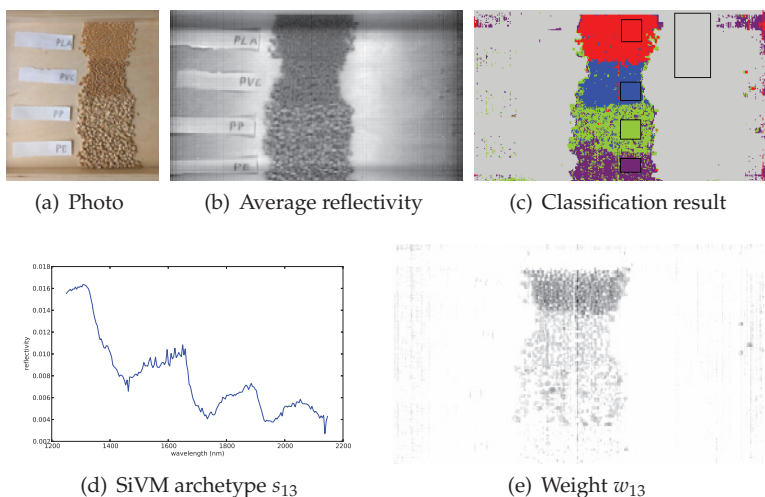 PLA
PVC
PP
PE
PLA
PVC
PP
PE
(a) Photo
(b) Average reflectivity
(c) Classification result
0.018
0.016
0.014
0.012
0.010
0.008
0.006
0.004
0.002
reflectivity
1200 1400 1600 1800 2000 2200
wavelength (nm)
(d) SiVM archetype s13
(e) Weight w13